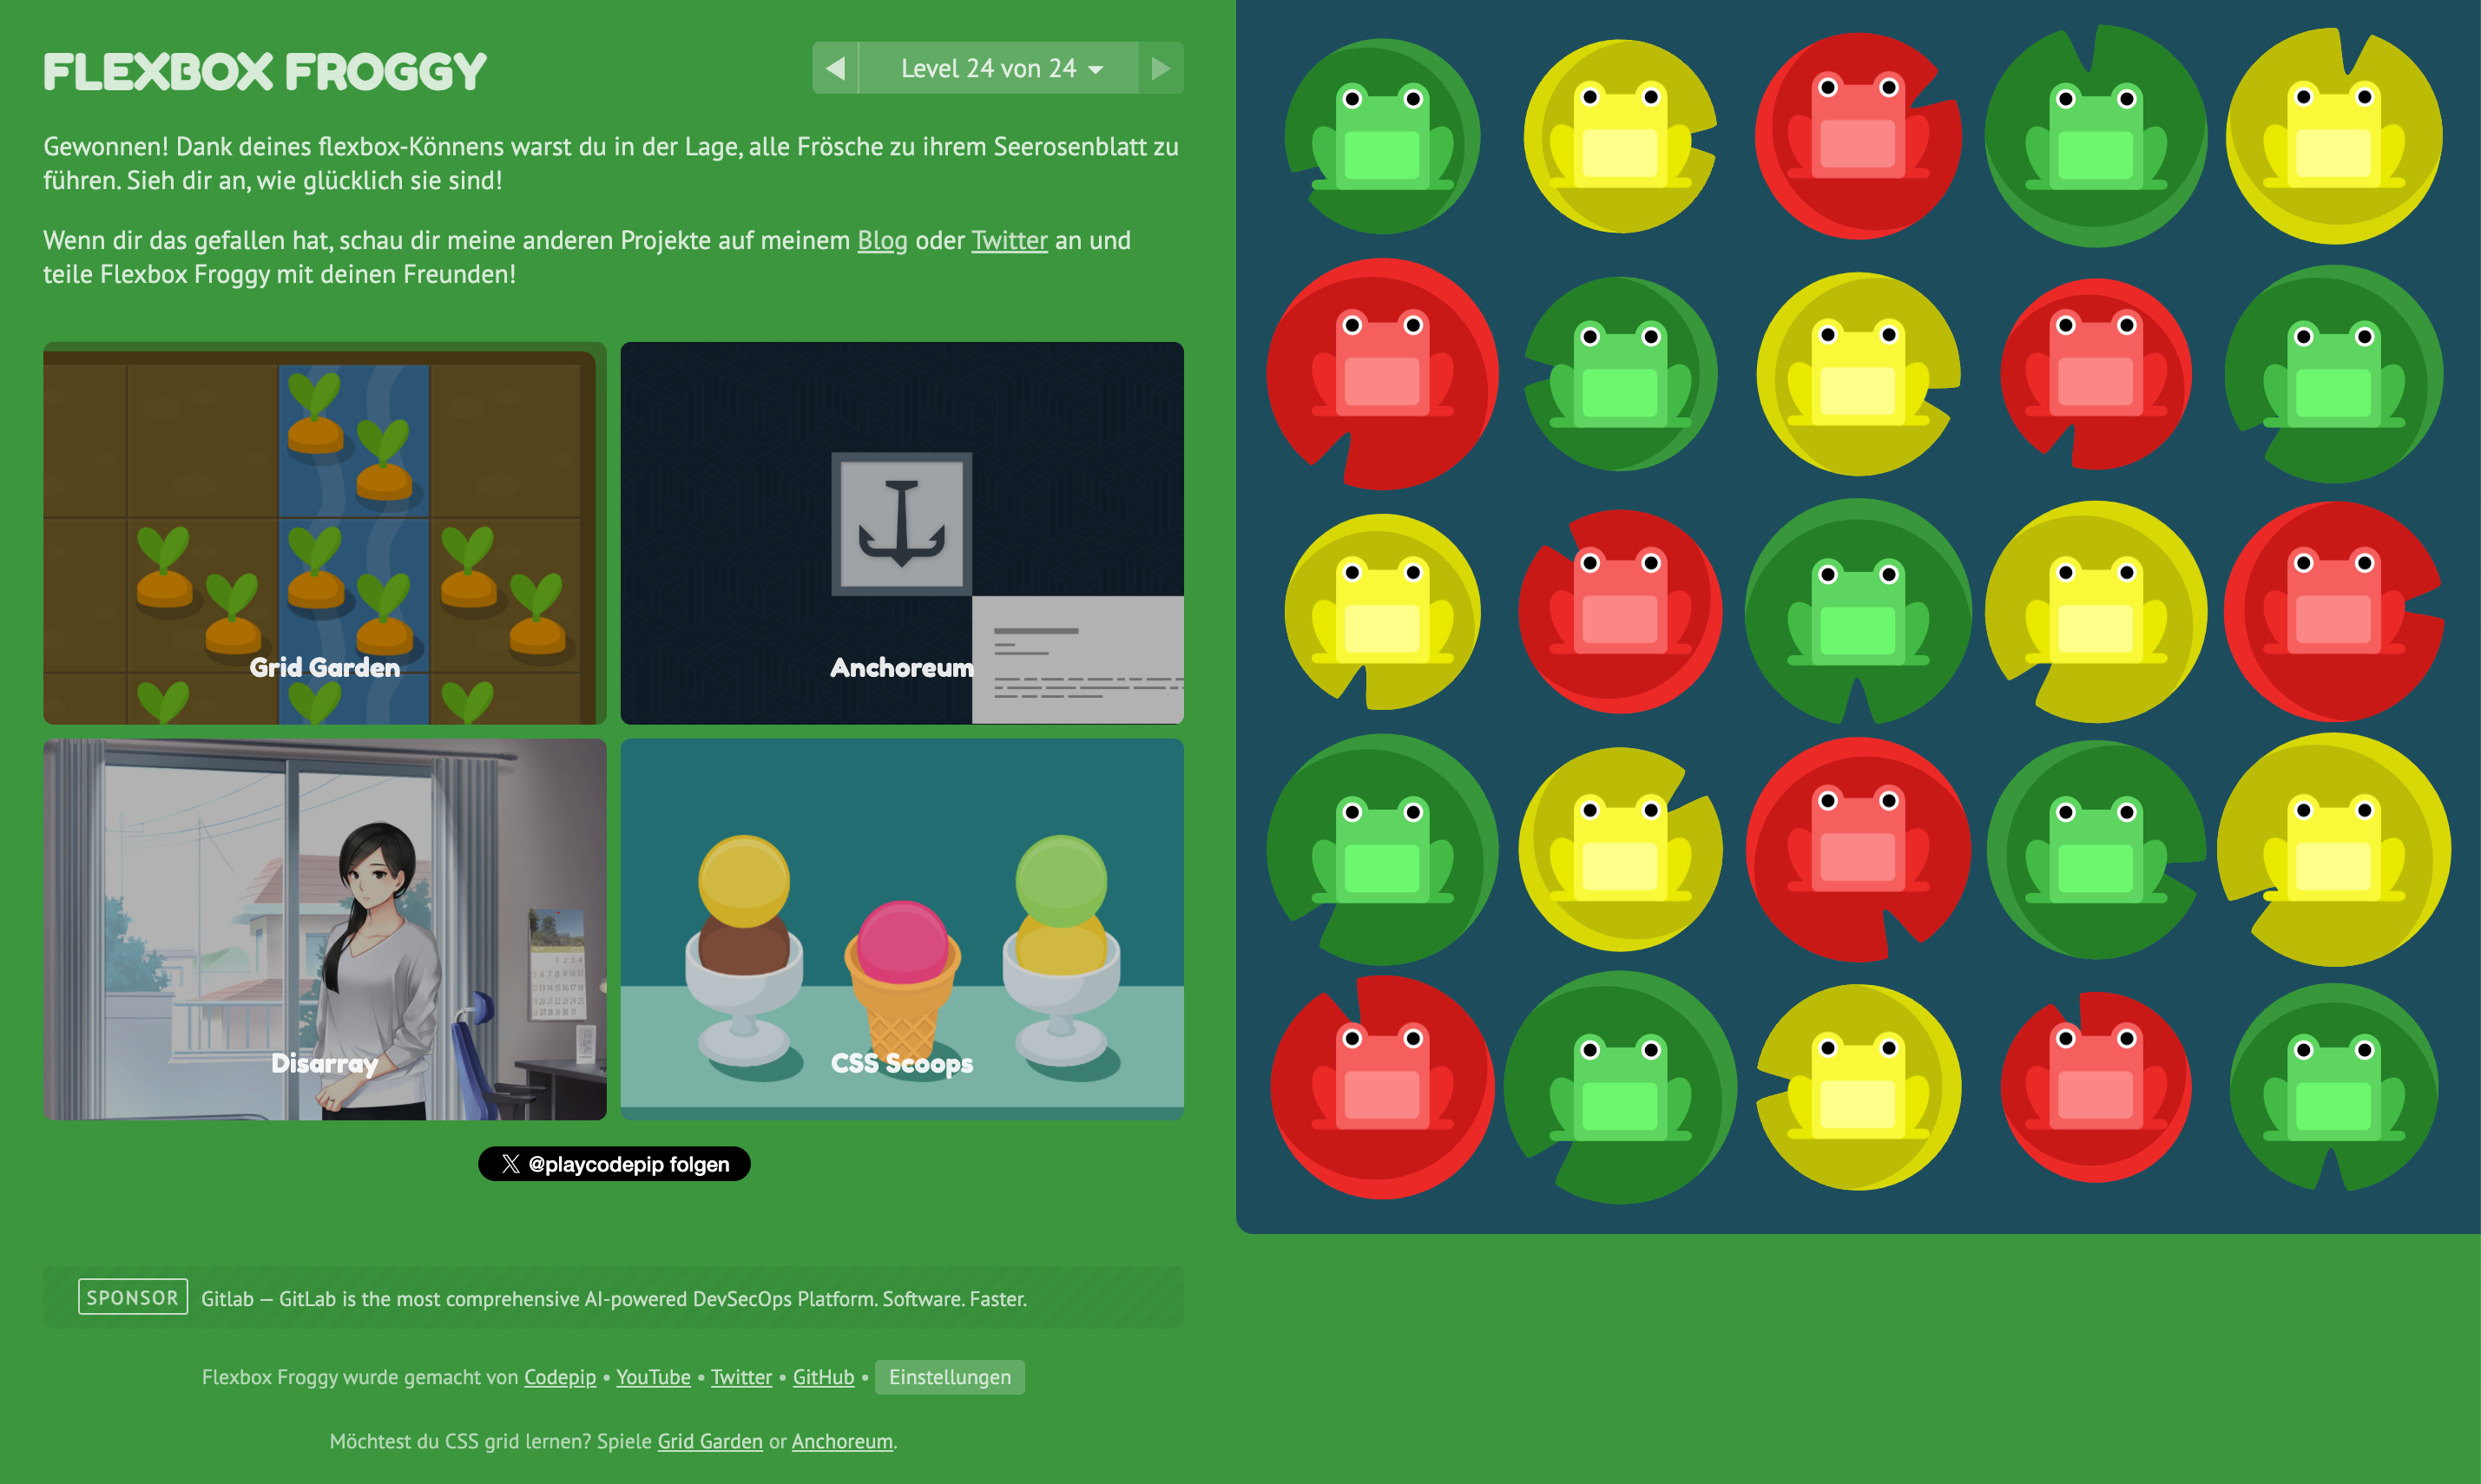 FLEXBOX FROGGY
Level 24 von 24
Gewonnen! Dank deines flexbox-Könnens warst du in der Lage, alle Frösche zu ihrem Seerosenblatt zu
führen. Sieh dir an, wie glücklich sie sind!
Wenn dir das gefallen hat, schau dir meine anderen Projekte auf meinem Blog oder Twitter an und
teile Flexbox Froggy mit deinen Freunden!
Grid Garden
Anchoreum
Disarray
CSS Scoops
𝕏 @playcodepip folgen
SPONSOR Gitlab — GitLab is the most comprehensive AI-powered DevSecOps Platform. Software. Faster.
Flexbox Froggy wurde gemacht von Codepip • YouTube • Twitter • GitHub • Einstellungen
Möchtest du CSS grid lernen? Spiele Grid Garden or Anchoreum.